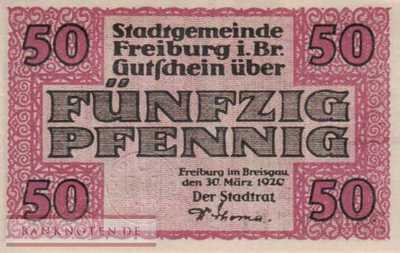 50 Stadtgemeinde 50
Freiburg i. Br.
Gutschein über
FÜNFZIG
PFENNIG
Freiburg im Breisgau,
den 30. März 1920
Der Stadtrat
50 Thoma. 50
BANKNOTEN.DE